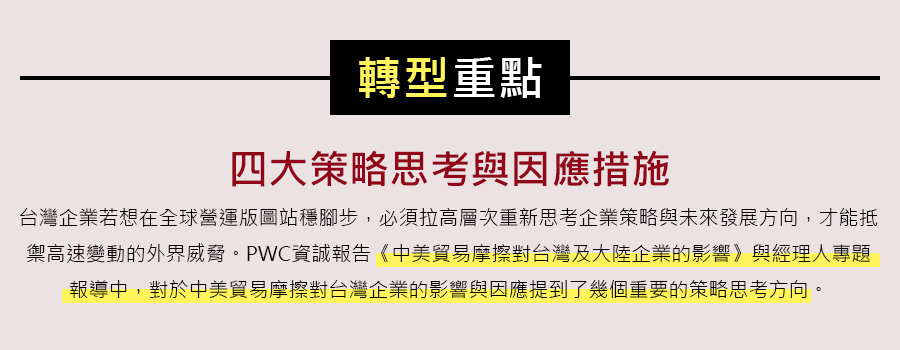 轉型重點
四大策略思考與因應措施
台灣企業若想在全球營運版圖站穩腳步，必須拉高層次重新思考企業策略與未來發展方向，才能抵
禦高速變動的外界威脅。PWC資誠報告《中美貿易摩擦對台灣及大陸企業的影響》與經理人專題
報導中，對於中美貿易摩擦對台灣企業的影響與因應提到了幾個重要的策略思考方向。